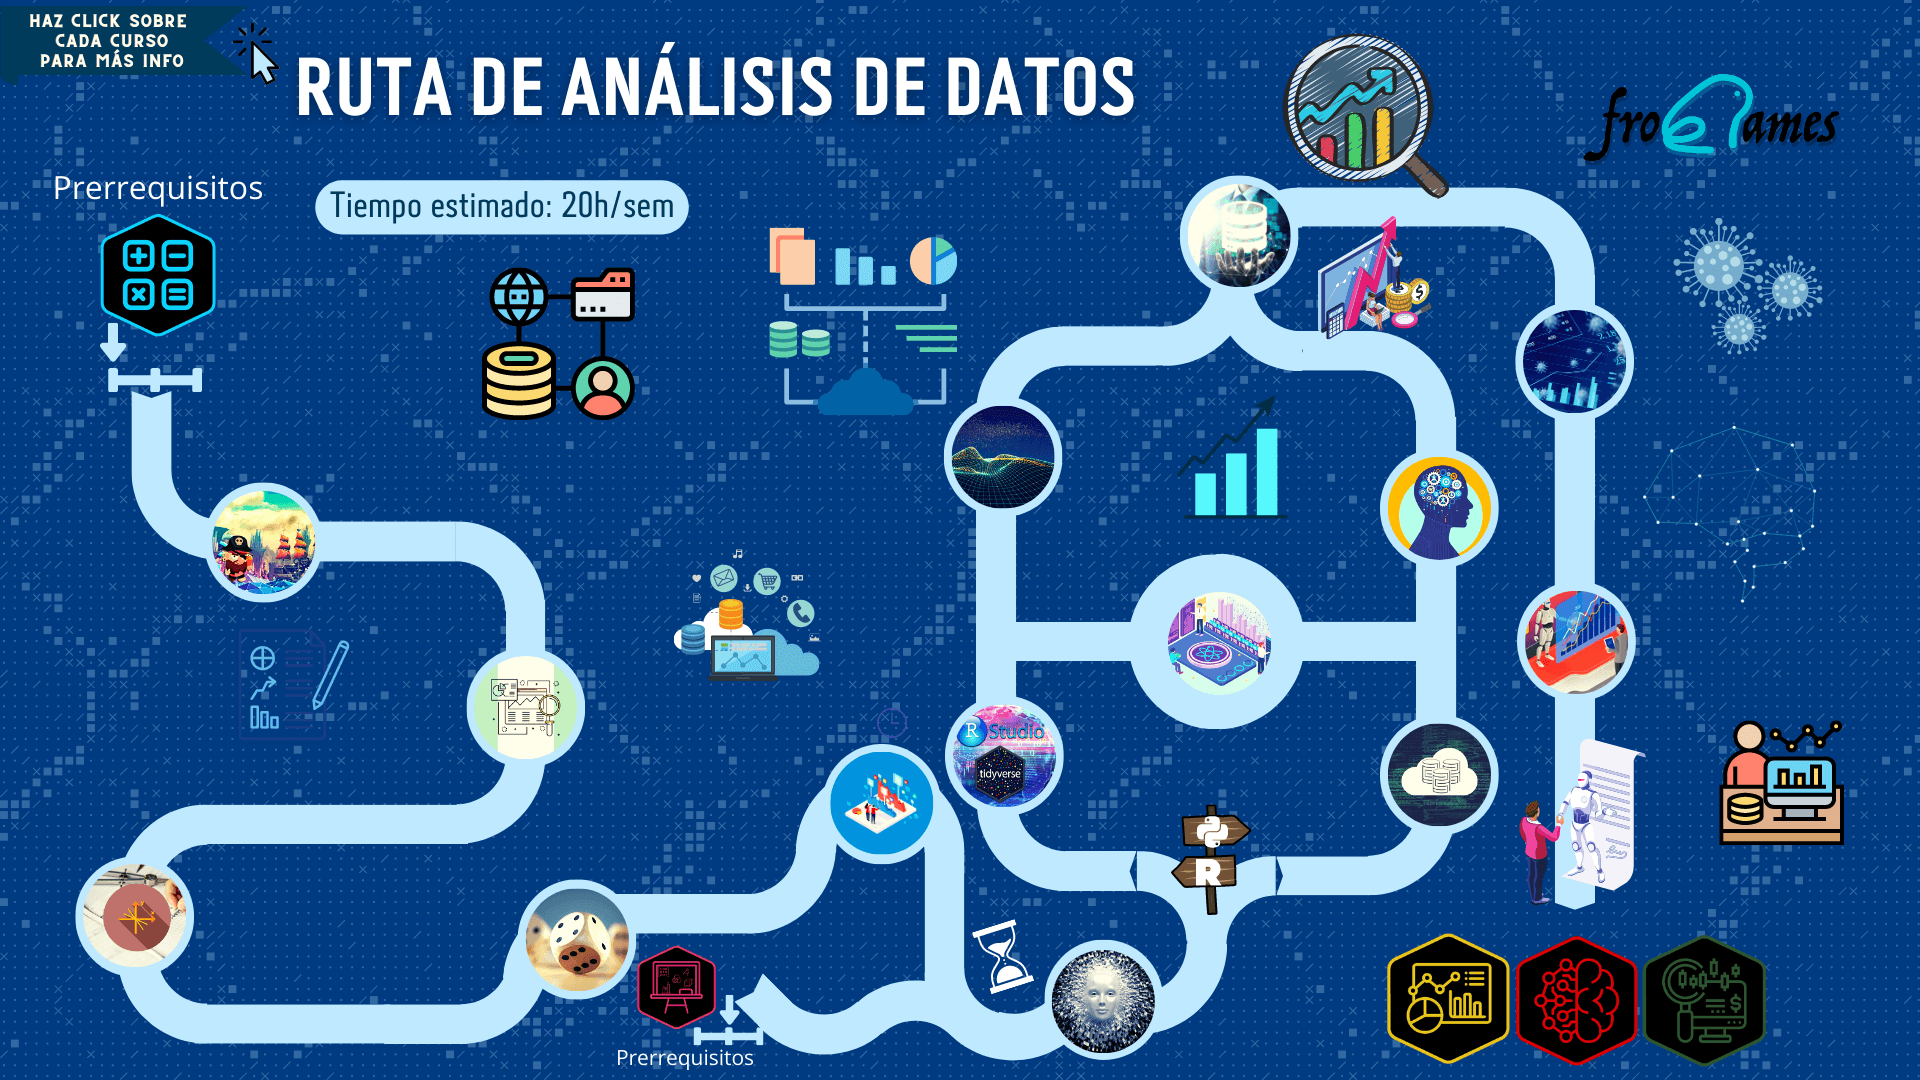 HAZ CLICK SOBRE
CADA CURSO
PARA MÁS INFO
RUTA DE ANÁLISIS DE DATOS
frogames
Prerrequisitos
Tiempo estimado: 20h/sem
R Studio
tidyverse
R
Prerrequisitos